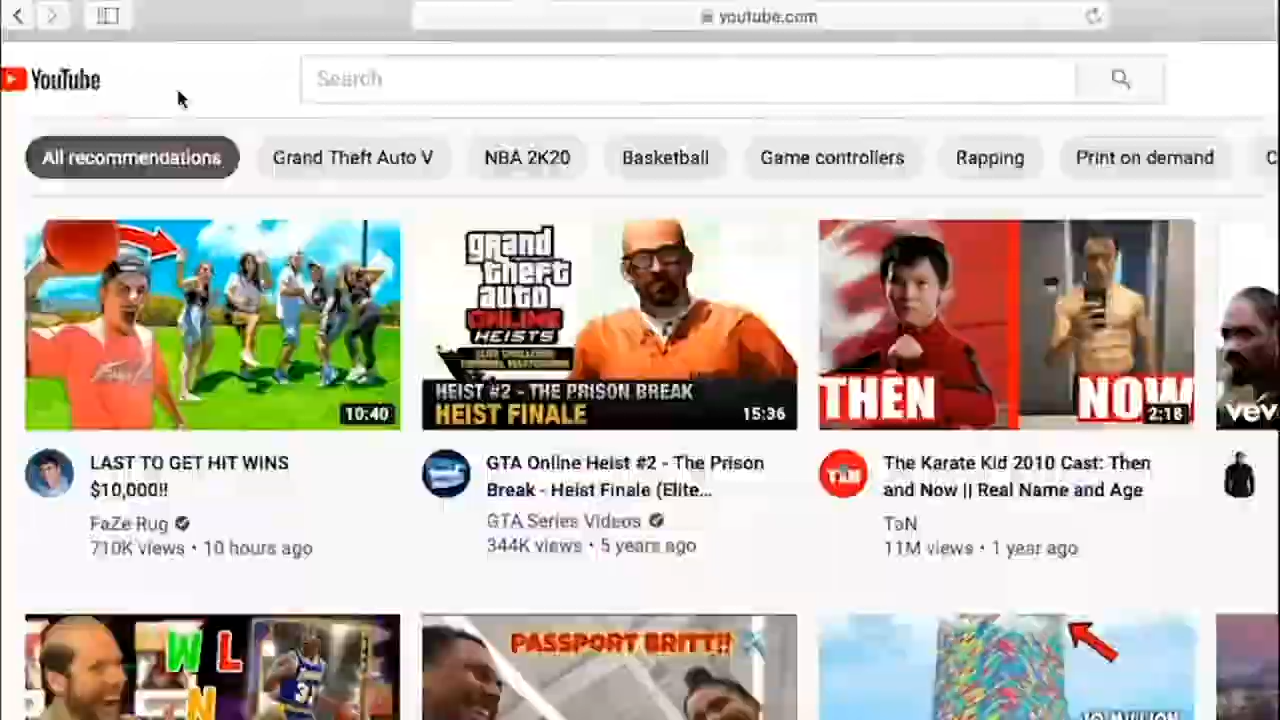 youtube.com
YouTube
Search
All recommendations
Grand Theft Auto V
NBA 2K20
Basketball
Game controllers
Rapping
Print on demand
grand
theft
auto
ONLINE
HEISTS
HEIST #2 - THE PRISON BREAK
HEIST FINALE
THEN
NOW
vev
10:40
15:36
2:18
LAST TO GET HIT WINS
$10,000!!
FaZe Rug
710K views • 10 hours ago
GTA Online Heist #2 - The Prison
Break - Heist Finale (Elite...
GTA Series Videos
344K views • 5 years ago
The Karate Kid 2010 Cast: Then
and Now || Real Name and Age
11M views • 1 year ago
W L
PASSPORT BRITT!!